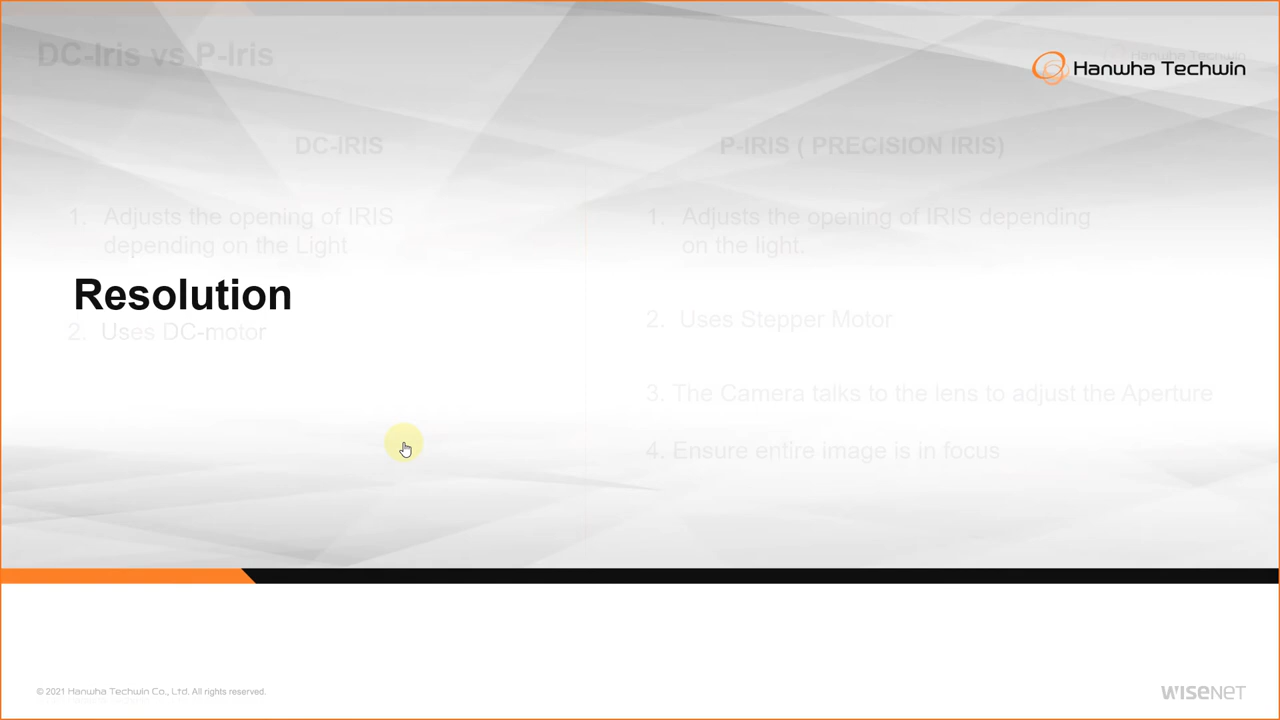 DC-Iris vs P-Iris
Hanwha Techwin
Hanwha Techwin
DC-IRIS
1. Adjusts the opening of IRIS
depending on the Light
2. Uses DC-motor
P-IRIS ( PRECISION IRIS)
1. Adjusts the opening of IRIS depending
on the light.
2. Uses Stepper Motor
3. The Camera talks to the lens to adjust the Aperture
4. Ensure entire image is in focus
Resolution
© 2021 Hanwha Techwin Co., Ltd. All rights reserved.
WISENET